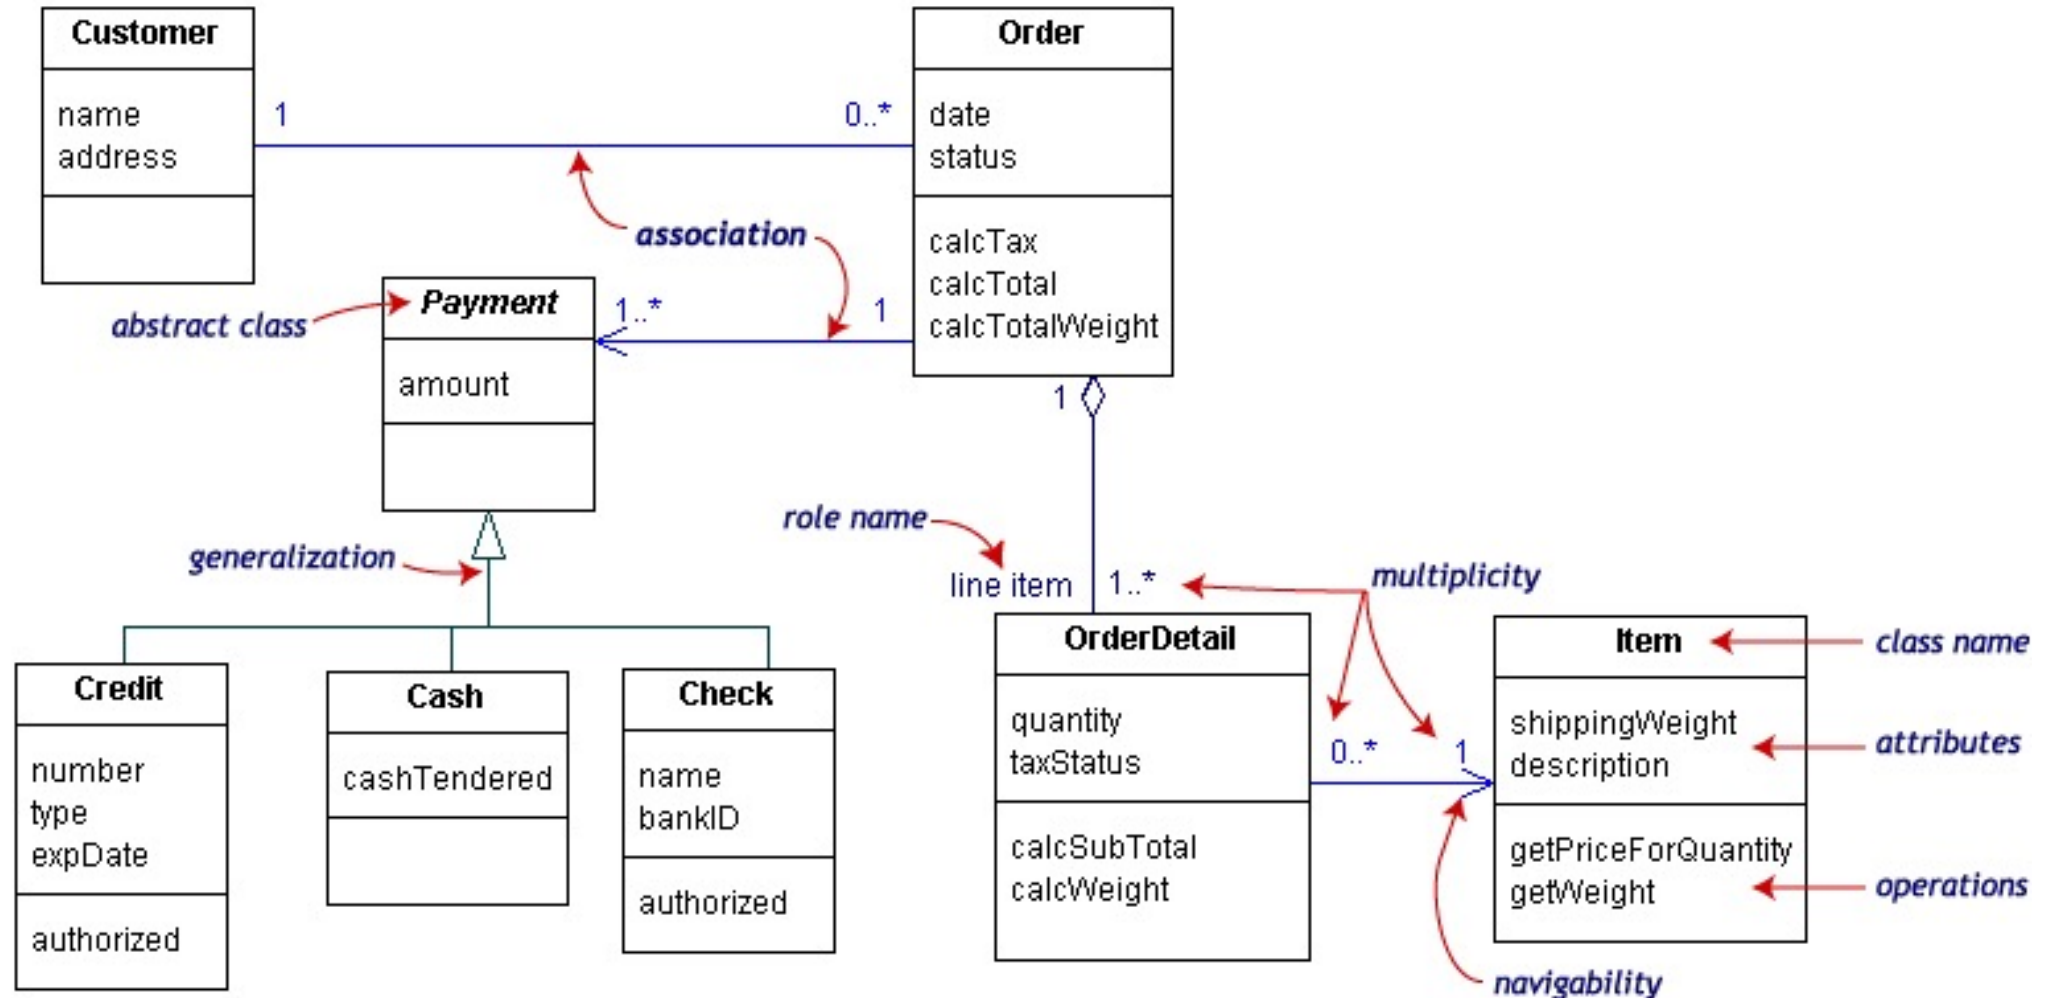 Customer
name
address
1
0..*
Order
date
status
calcTax
calcTotal
calcTotalWeight
association
abstract class
Payment
amount
1..*
1
1
generalization
role name
line item
1..*
multiplicity
Credit
number
type
expDate
authorized
Cash
cashTendered
Check
name
bankID
authorized
OrderDetail
quantity
taxStatus
calcSubTotal
calcWeight
0..*
1
Item
shippingWeight
description
getPriceForQuantity
getWeight
class name
attributes
operations
navigability